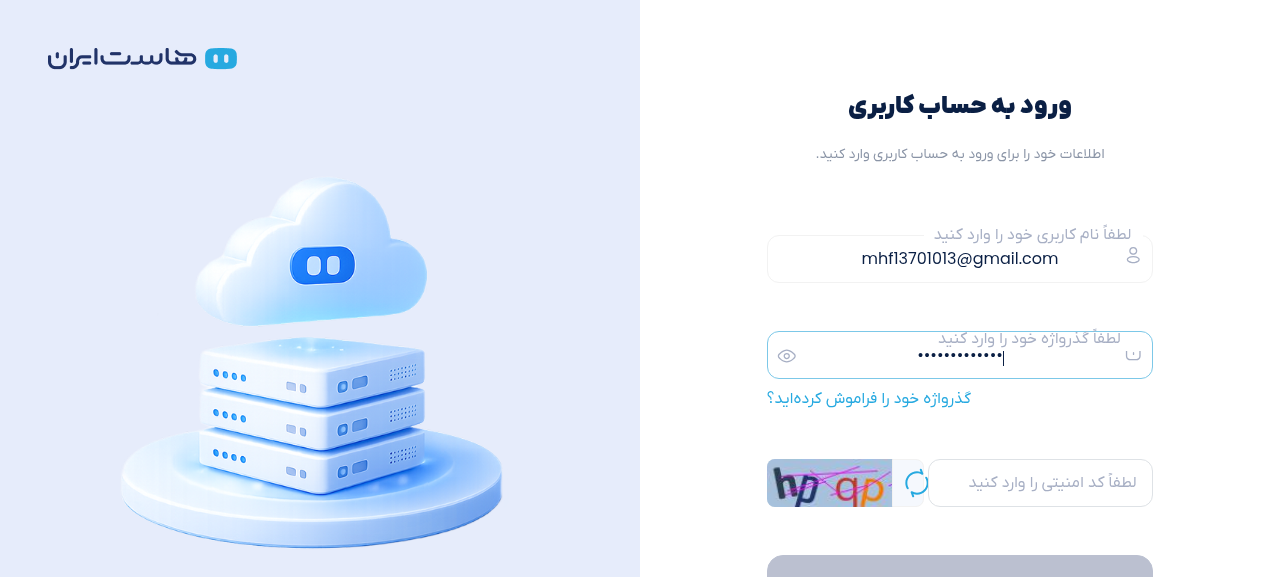 هاست‌ایران
ورود به حساب کاربری
اطلاعات خود را برای ورود به حساب کاربری وارد کنید.
لطفاً نام کاربری خود را وارد کنید
mhf13701013@gmail.com
لطفاً گذرواژه خود را وارد کنید
•••••••••••••
گذرواژه خود را فراموش کرده‌اید؟
لطفاً کد امنیتی را وارد کنید